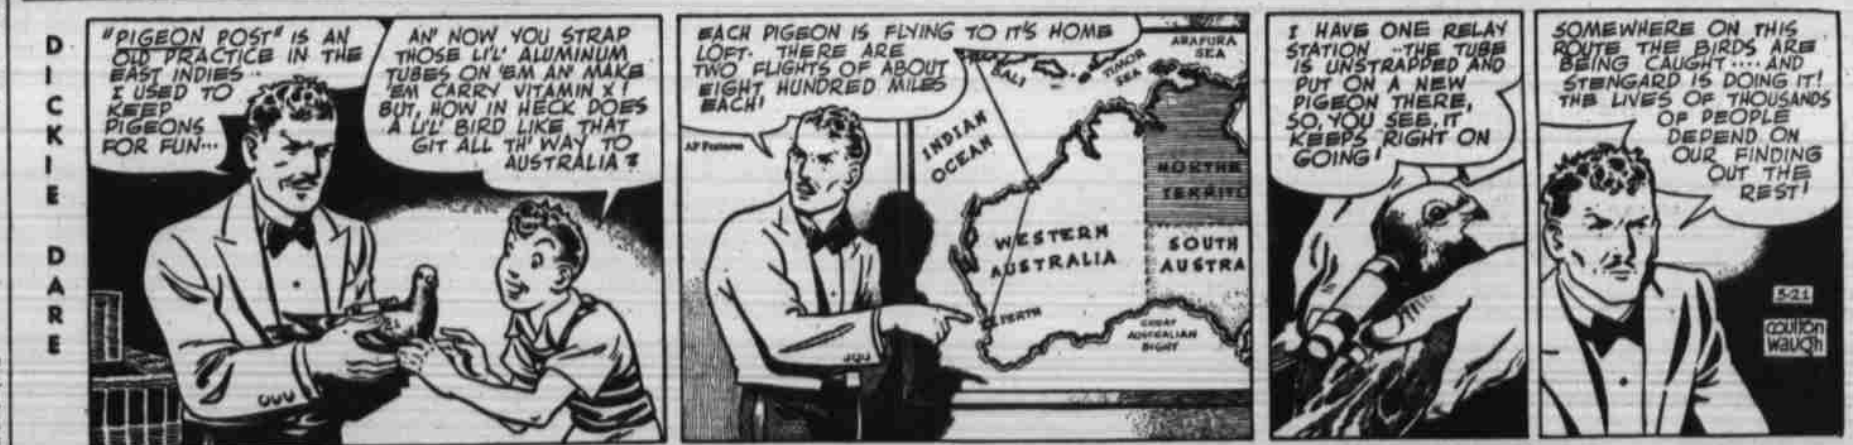 DICKIE DARE
"PIGEON POST" IS AN
OLD PRACTICE IN THE
EAST INDIES..
I USED TO
KEEP
PIGEONS
FOR FUN...
AN' NOW YOU STRAP
THOSE LI'L' ALUMINUM
TUBES ON 'EM AN' MAKE
'EM CARRY VITAMIN X!
BUT, HOW IN HECK DOES
A LI'L' BIRD LIKE THAT
GIT ALL TH' WAY TO
AUSTRALIA?
EACH PIGEON IS FLYING TO IT'S HOME
LOFT. THERE ARE
TWO FLIGHTS OF ABOUT
EIGHT HUNDRED MILES
EACH!
AP Features
BALI
TIMOR
SEA
ARAFURA
SEA
INDIAN
OCEAN
NORTHE
TERRITO
WESTERN
AUSTRALIA
SOUTH
AUSTRA
PERTH
GREAT
AUSTRALIAN
BIGHT
I HAVE ONE RELAY
STATION ..THE TUBE
IS UNSTRAPPED AND
PUT ON A NEW
PIGEON THERE,
SO, YOU SEE, IT
KEEPS RIGHT ON
GOING!
SOMEWHERE ON THIS
ROUTE THE BIRDS ARE
BEING CAUGHT....AND
STENGARD IS DOING IT!
THE LIVES OF THOUSANDS
OF PEOPLE
DEPEND ON
OUR FINDING
OUT THE
REST!
5-21
COULTON
WAUGH